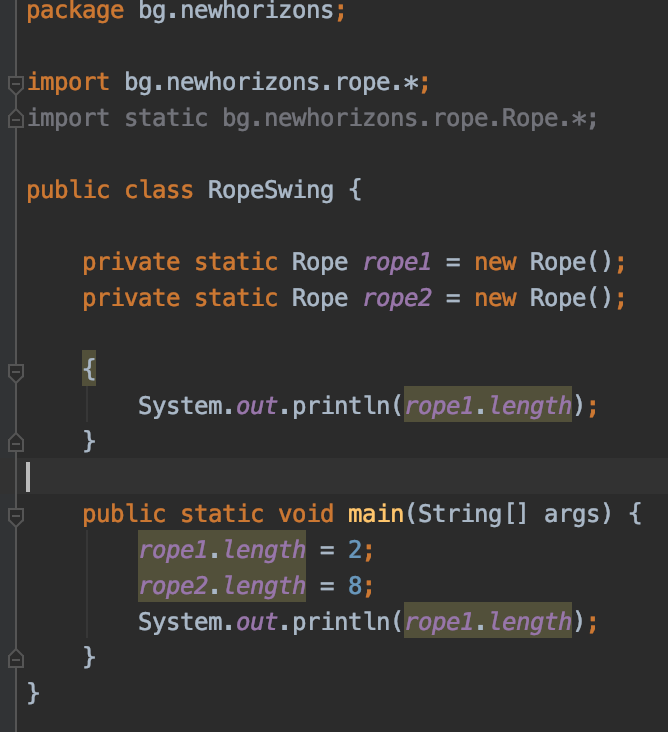 package bg.newhorizons;
import bg.newhorizons.rope.*;
import static bg.newhorizons.rope.Rope.*;
public class RopeSwing {
    private static Rope rope1 = new Rope();
    private static Rope rope2 = new Rope();
    {
        System.out.println(rope1.length);
    }
    public static void main(String[] args) {
        rope1.length = 2;
        rope2.length = 8;
        System.out.println(rope1.length);
    }
}